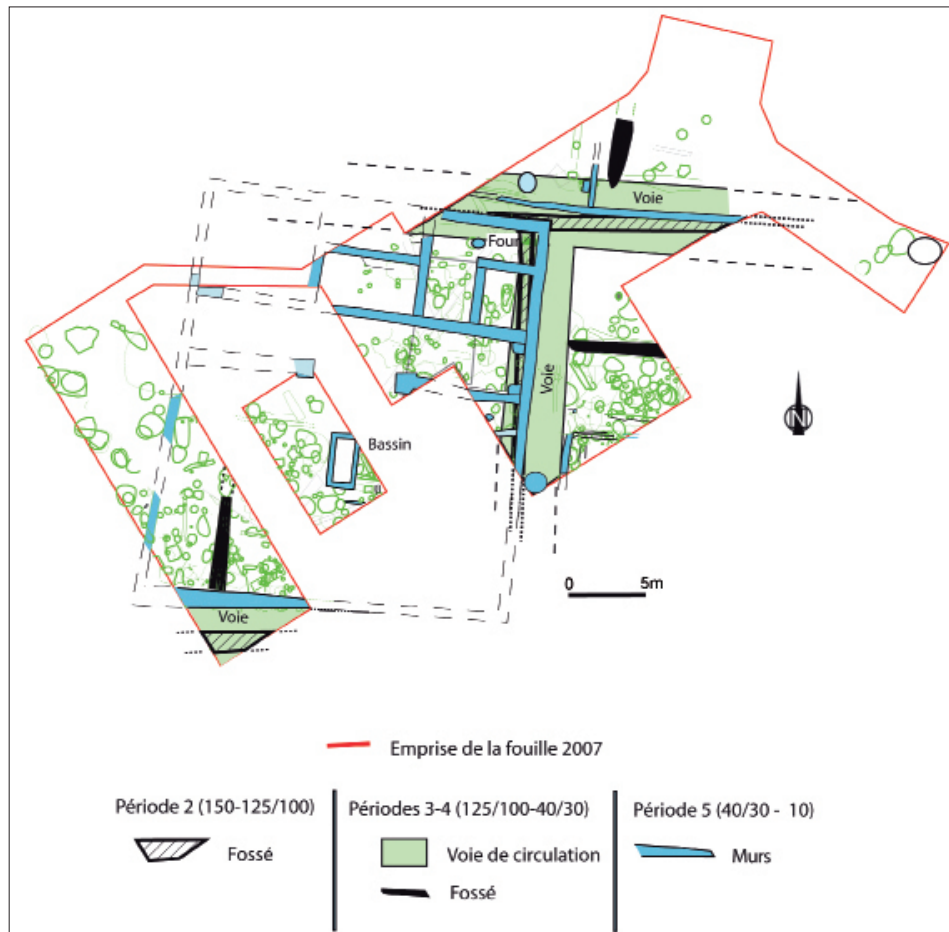 Voie
Four
Voie
Bassin
N
0 5m
Voie
Emprise de la fouille 2007
Période 2 (150-125/100)
Fossé
Périodes 3-4 (125/100-40/30)
Voie de circulation
Fossé
Période 5 (40/30 - 10)
Murs